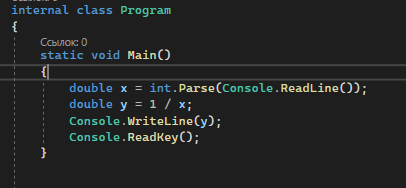 internal class Program
{
Ссылок: 0
static void Main()
{
double x = int.Parse(Console.ReadLine());
double y = 1 / x;
Console.WriteLine(y);
Console.ReadKey();
}